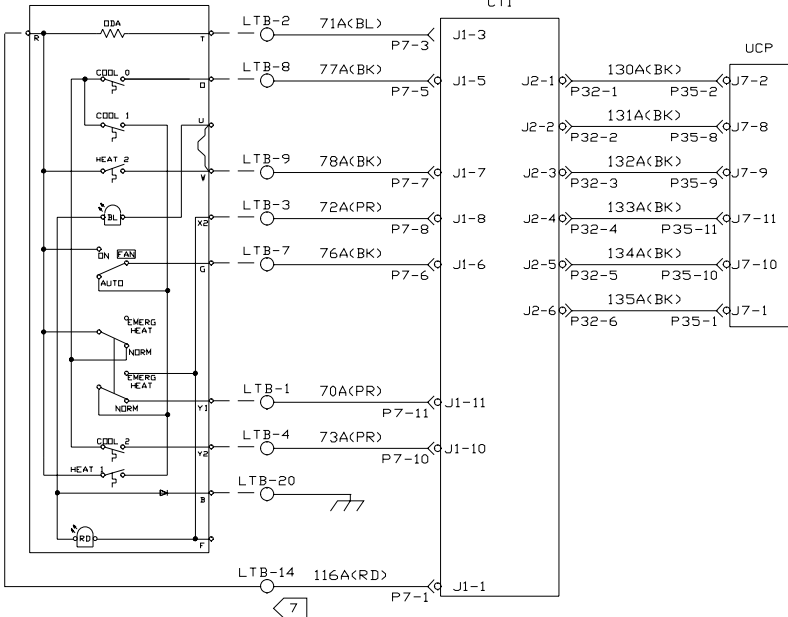 CTI
ODA
R
T
LTB-2
71A(BL)
P7-3
J1-3
UCP
COOL 0
O
LTB-8
77A(BK)
P7-5
J1-5
J2-1
130A(BK)
P32-1
P35-2
J7-2
COOL 1
U
J2-2
131A(BK)
P32-2
P35-8
J7-8
HEAT 2
W
LTB-9
78A(BK)
P7-7
J1-7
J2-3
132A(BK)
P32-3
P35-9
J7-9
BL
X2
LTB-3
72A(PR)
P7-8
J1-8
J2-4
133A(BK)
P32-4
P35-11
J7-11
ON
FAN
AUTO
G
LTB-7
76A(BK)
P7-6
J1-6
J2-5
134A(BK)
P32-5
P35-10
J7-10
J2-6
135A(BK)
P32-6
P35-1
J7-1
EMERG
HEAT
NORM
EMERG
HEAT
NORM
Y1
LTB-1
70A(PR)
P7-11
J1-11
COOL 2
Y2
LTB-4
73A(PR)
P7-10
J1-10
HEAT 1
B
LTB-20
RD
F
LTB-14
116A(RD)
P7-1
J1-1
7